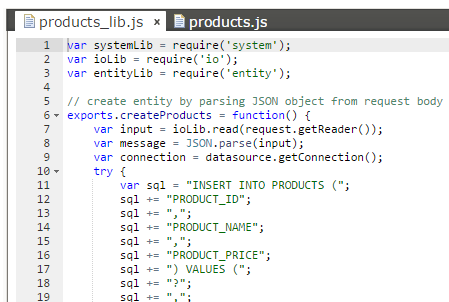 products_lib.js × products.js
1 var systemLib = require('system');
2 var ioLib = require('io');
3 var entityLib = require('entity');
4
5 // create entity by parsing JSON object from request body
6 exports.createProducts = function() {
7 var input = ioLib.read(request.getReader());
8 var message = JSON.parse(input);
9 var connection = datasource.getConnection();
10 try {
11 var sql = "INSERT INTO PRODUCTS (";
12 sql += "PRODUCT_ID";
13 sql += ",";
14 sql += "PRODUCT_NAME";
15 sql += ",";
16 sql += "PRODUCT_PRICE";
17 sql += ") VALUES (";
18 sql += "?";
19 sql += ",";